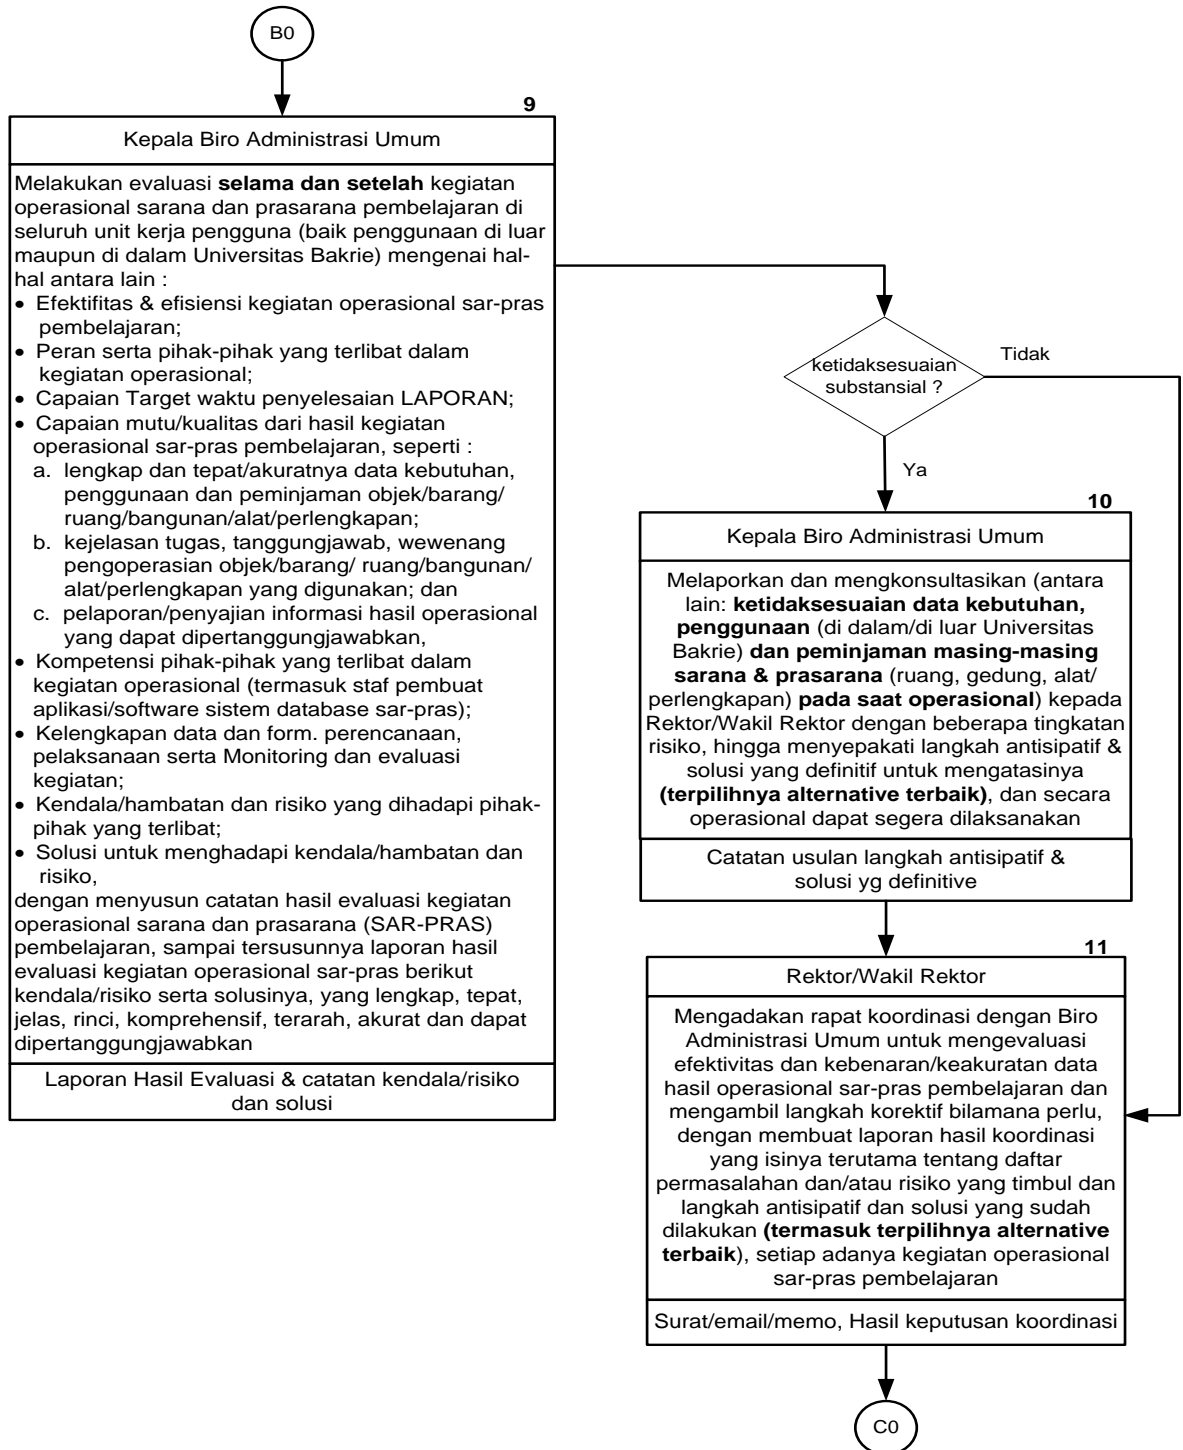 B0
9
Kepala Biro Administrasi Umum
Melakukan evaluasi selama dan setelah kegiatan
operasional sarana dan prasarana pembelajaran di
seluruh unit kerja pengguna (baik penggunaan di luar
maupun di dalam Universitas Bakrie) mengenai hal-
hal antara lain :
• Efektifitas & efisiensi kegiatan operasional sar-pras
pembelajaran;
• Peran serta pihak-pihak yang terlibat dalam
kegiatan operasional;
• Capaian Target waktu penyelesaian LAPORAN;
• Capaian mutu/kualitas dari hasil kegiatan
operasional sar-pras pembelajaran, seperti :
a. lengkap dan tepat/akuratnya data kebutuhan,
penggunaan dan peminjaman objek/barang/
ruang/bangunan/alat/perlengkapan;
b. kejelasan tugas, tanggungjawab, wewenang
pengoperasian objek/barang/ ruang/bangunan/
alat/perlengkapan yang digunakan; dan
c. pelaporan/penyajian informasi hasil operasional
yang dapat dipertanggungjawabkan,
• Kompetensi pihak-pihak yang terlibat dalam
kegiatan operasional (termasuk staf pembuat
aplikasi/software sistem database sar-pras);
• Kelengkapan data dan form. perencanaan,
pelaksanaan serta Monitoring dan evaluasi
kegiatan;
• Kendala/hambatan dan risiko yang dihadapi pihak-
pihak yang terlibat;
• Solusi untuk menghadapi kendala/hambatan dan
risiko,
dengan menyusun catatan hasil evaluasi kegiatan
operasional sarana dan prasarana (SAR-PRAS)
pembelajaran, sampai tersusunnya laporan hasil
evaluasi kegiatan operasional sar-pras berikut
kendala/risiko serta solusinya, yang lengkap, tepat,
jelas, rinci, komprehensif, terarah, akurat dan dapat
dipertanggungjawabkan
Laporan Hasil Evaluasi & catatan kendala/risiko
dan solusi
ketidaksesuaian
substansial ?
Tidak
Ya
10
Kepala Biro Administrasi Umum
Melaporkan dan mengkonsultasikan (antara
lain: ketidaksesuaian data kebutuhan,
penggunaan (di dalam/di luar Universitas
Bakrie) dan peminjaman masing-masing
sarana & prasarana (ruang, gedung, alat/
perlengkapan) pada saat operasional) kepada
Rektor/Wakil Rektor dengan beberapa tingkatan
risiko, hingga menyepakati langkah antisipatif &
solusi yang definitif untuk mengatasinya
(terpilihnya alternative terbaik), dan secara
operasional dapat segera dilaksanakan
Catatan usulan langkah antisipatif &
solusi yg definitive
11
Rektor/Wakil Rektor
Mengadakan rapat koordinasi dengan Biro
Administrasi Umum untuk mengevaluasi
efektivitas dan kebenaran/keakuratan data
hasil operasional sar-pras pembelajaran dan
mengambil langkah korektif bilamana perlu,
dengan membuat laporan hasil koordinasi
yang isinya terutama tentang daftar
permasalahan dan/atau risiko yang timbul dan
langkah antisipatif dan solusi yang sudah
dilakukan (termasuk terpilihnya alternative
terbaik), setiap adanya kegiatan operasional
sar-pras pembelajaran
Surat/email/memo, Hasil keputusan koordinasi
C0